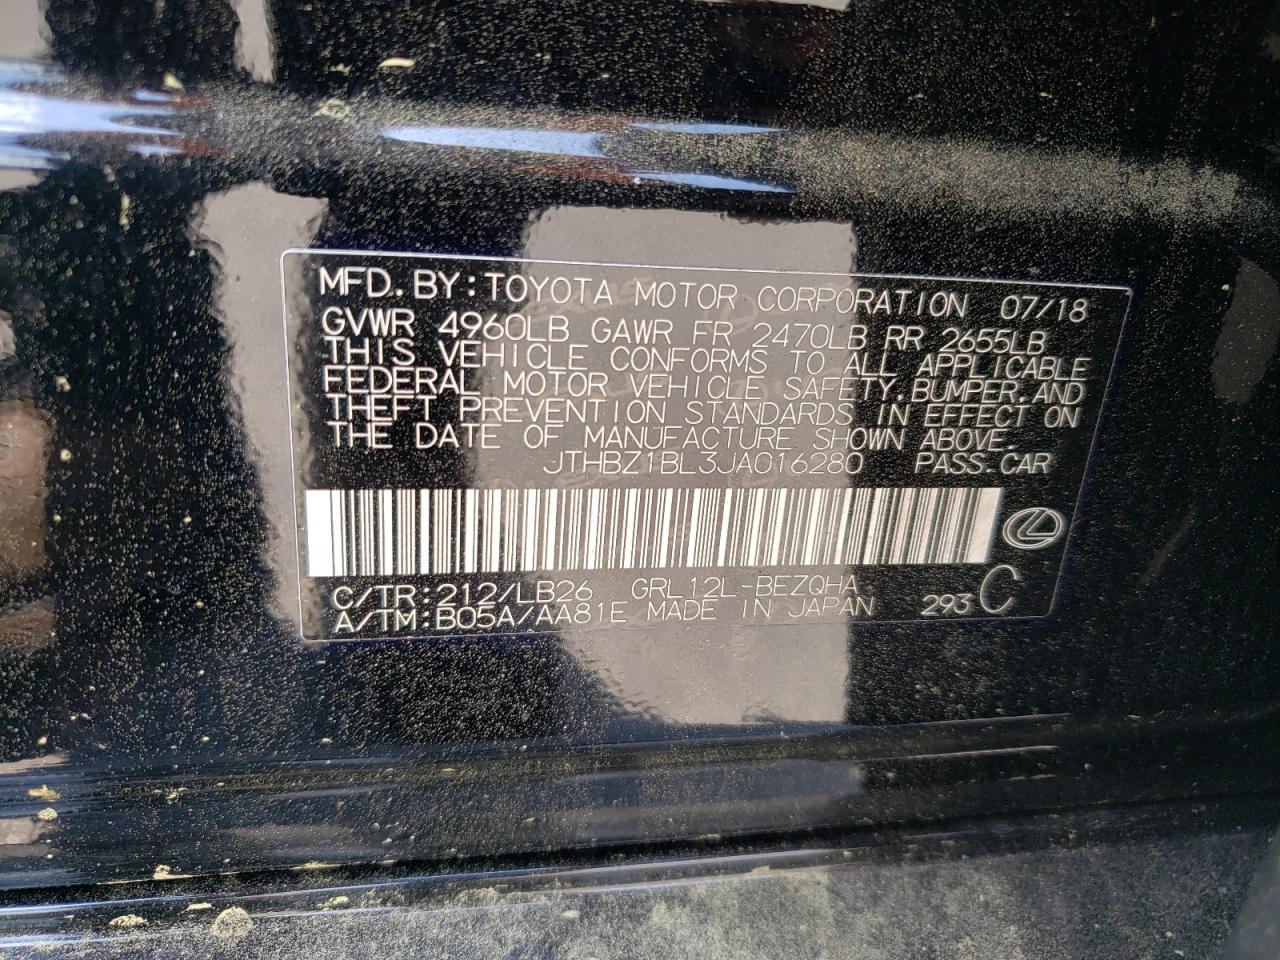 MFD. BY: TOYOTA MOTOR CORPORATION 07/18
GVWR 4960LB GAWR FR 2470LB RR 2655LB
THIS VEHICLE CONFORMS TO ALL APPLICABLE
FEDERAL MOTOR VEHICLE SAFETY, BUMPER, AND
THEFT PREVENTION STANDARDS IN EFFECT ON
THE DATE OF MANUFACTURE SHOWN ABOVE.
JTHBZ1BL3JA016280 PASS. CAR
C/TR: 212/LB26 GRL12L-BEZQHA
A/TM: B05A/AA81E MADE IN JAPAN 293 C